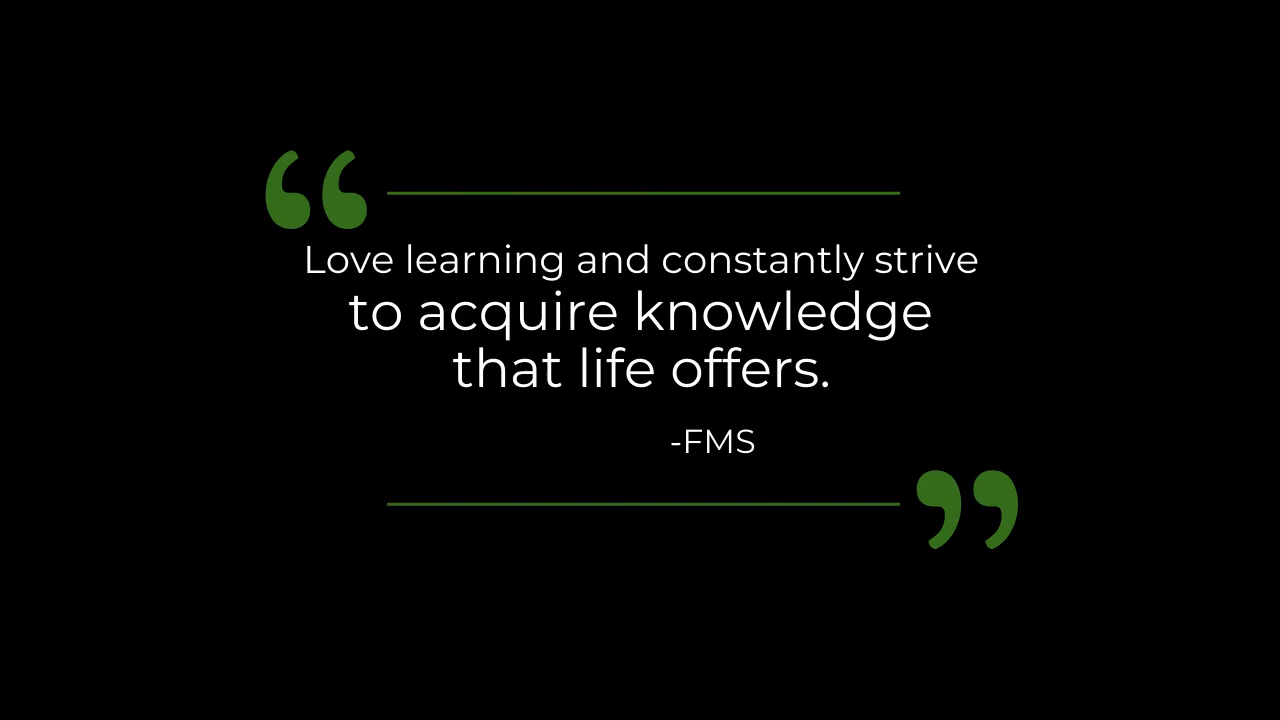 “
Love learning and constantly strive
to acquire knowledge
that life offers.
-FMS
”